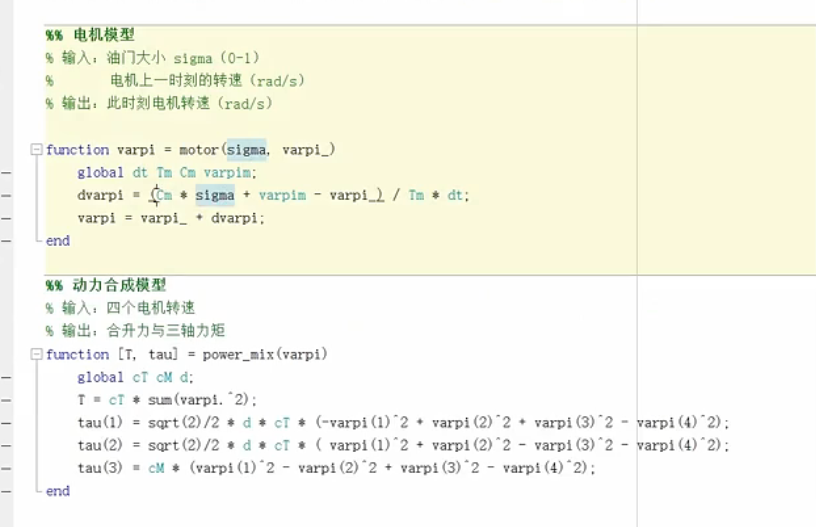 %% 电机模型
% 输入：油门大小 sigma（0-1）
%       电机上一时刻的转速（rad/s）
% 输出：此时刻电机转速（rad/s）
function varpi = motor(sigma, varpi_)
    global dt Tm Cm varpim;
    dvarpi = (Cm * sigma + varpim - varpi_) / Tm * dt;
    varpi = varpi_ + dvarpi;
end
%% 动力合成模型
% 输入：四个电机转速
% 输出：合升力与三轴力矩
function [T, tau] = power_mix(varpi)
    global cT cM d;
    T = cT * sum(varpi.^2);
    tau(1) = sqrt(2)/2 * d * cT * (-varpi(1)^2 + varpi(2)^2 + varpi(3)^2 - varpi(4)^2);
    tau(2) = sqrt(2)/2 * d * cT * ( varpi(1)^2 + varpi(2)^2 - varpi(3)^2 - varpi(4)^2);
    tau(3) = cM * (varpi(1)^2 - varpi(2)^2 + varpi(3)^2 - varpi(4)^2);
end